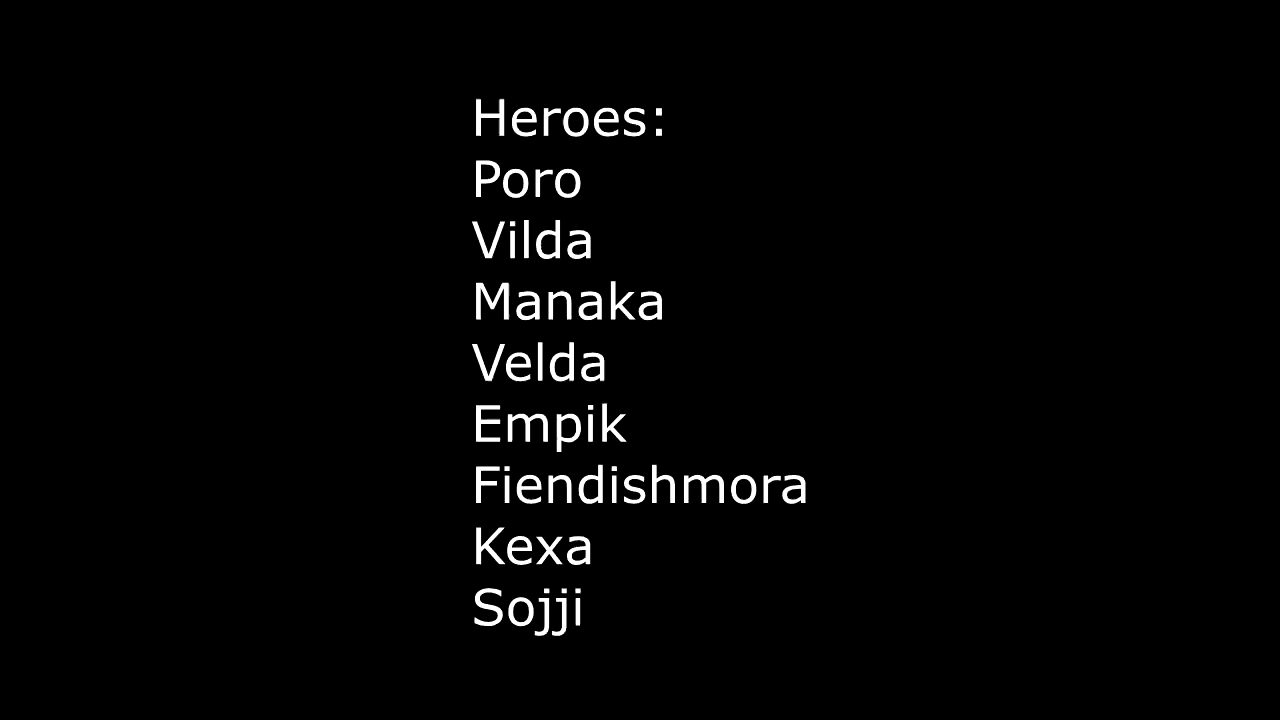 Heroes:
Poro
Vilda
Manaka
Velda
Empik
Fiendishmora
Kexa
Sojji